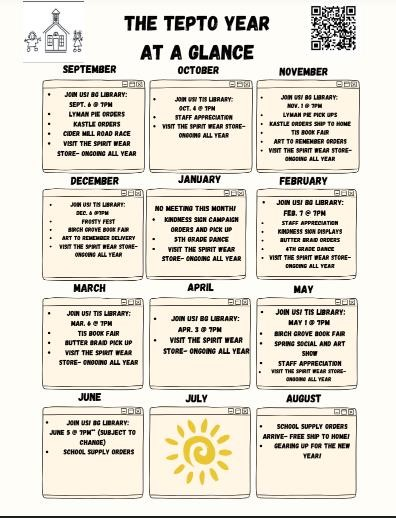 THE TEPTO YEAR
AT A GLANCE
SEPTEMBER
JOIN US! BG LIBRARY:
SEPT. 6 @ 7PM
LYMAN PIE ORDERS
KASTLE ORDERS
CIDER MILL ROAD RACE
VISIT THE SPIRIT WEAR
STORE- ONGOING ALL YEAR
OCTOBER
JOIN US! TIS LIBRARY:
OCT. 4 @ 7PM
STAFF APPRECIATION
VISIT THE SPIRIT WEAR STORE-
ONGOING ALL YEAR
NOVEMBER
JOIN US! BG LIBRARY:
NOV. 1 @ 7PM
LYMAN PIE PICK UPS
KASTLE ORDERS SHIP TO HOME
TIS BOOK FAIR
ART TO REMEMBER ORDERS
VISIT THE SPIRIT WEAR STORE-
ONGOING ALL YEAR
DECEMBER
JOIN US! TIS LIBRARY:
DEC. 6 @7PM
FROSTY FEST
BIRCH GROVE BOOK FAIR
ART TO REMEMBER DELIVERY
VISIT THE SPIRIT WEAR STORE-
ONGOING ALL YEAR
JANUARY
NO MEETING THIS MONTH!
KINDNESS SIGN CAMPAIGN
ORDERS AND PICK UP
5TH GRADE DANCE
VISIT THE SPIRIT WEAR
STORE- ONGOING ALL YEAR
FEBRUARY
JOIN US! BG LIBRARY:
FEB. 7 @ 7PM
STAFF APPRECIATION
KINDNESS SIGN DISPLAYS
BUTTER BRAID ORDERS
6TH GRADE DANCE
VISIT THE SPIRIT WEAR STORE-
ONGOING ALL YEAR
MARCH
JOIN US! TIS LIBRARY:
MAR. 6 @ 7PM
TIS BOOK FAIR
BUTTER BRAID PICK UP
VISIT THE SPIRIT WEAR
STORE- ONGOING ALL YEAR
APRIL
JOIN US! BG LIBRARY:
APR. 3 @ 7PM
VISIT THE SPIRIT WEAR
STORE- ONGOING ALL YEAR
MAY
JOIN US! TIS LIBRARY:
MAY 1 @ 7PM
BIRCH GROVE BOOK FAIR
SPRING SOCIAL AND ART
SHOW
STAFF APPRECIATION
VISIT THE SPIRIT WEAR STORE-
ONGOING ALL YEAR
JUNE
JOIN US! BG LIBRARY:
JUNE 5 @ 7PM** (SUBJECT TO
CHANGE)
SCHOOL SUPPLY ORDERS
JULY
AUGUST
SCHOOL SUPPLY ORDERS
ARRIVE- FREE SHIP TO HOME!
GEARING UP FOR THE NEW
YEAR!